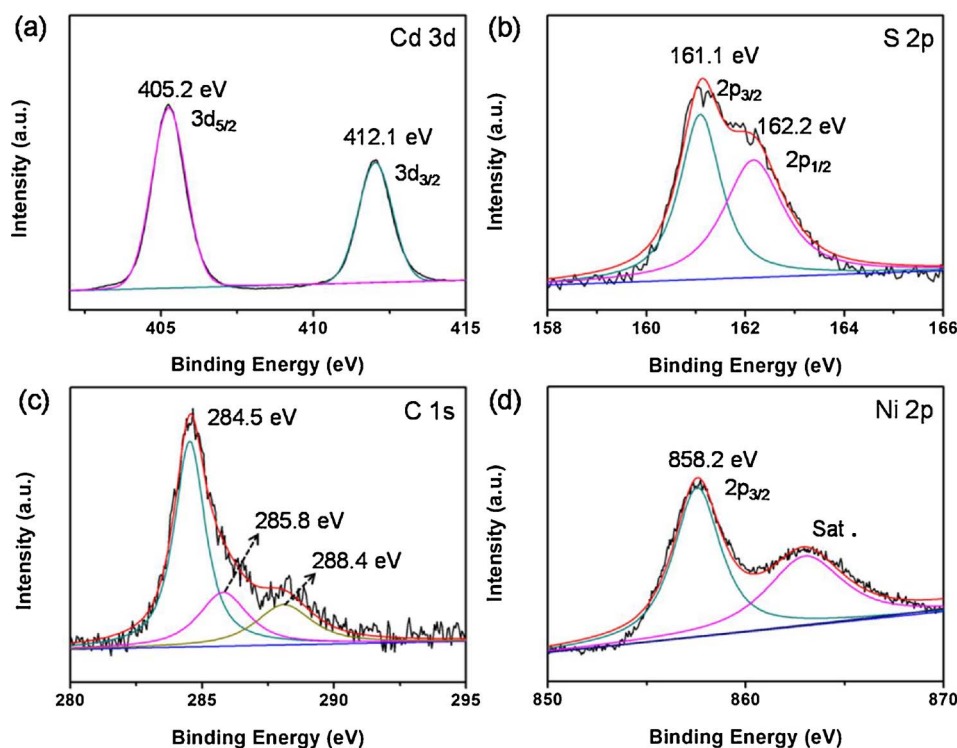 (a)
Cd 3d
405.2 eV
3d5/2
412.1 eV
3d3/2
Intensity (a.u.)
405
410
415
Binding Energy (eV)
(b)
S 2p
161.1 eV
2p3/2
162.2 eV
2p1/2
Intensity (a.u.)
158
160
162
164
166
Binding Energy (eV)
(c)
C 1s
284.5 eV
285.8 eV
288.4 eV
Intensity (a.u.)
280
285
290
295
Binding Energy (eV)
(d)
Ni 2p
858.2 eV
2p3/2
Sat .
Intensity (a.u.)
850
860
870
Binding Energy (eV)